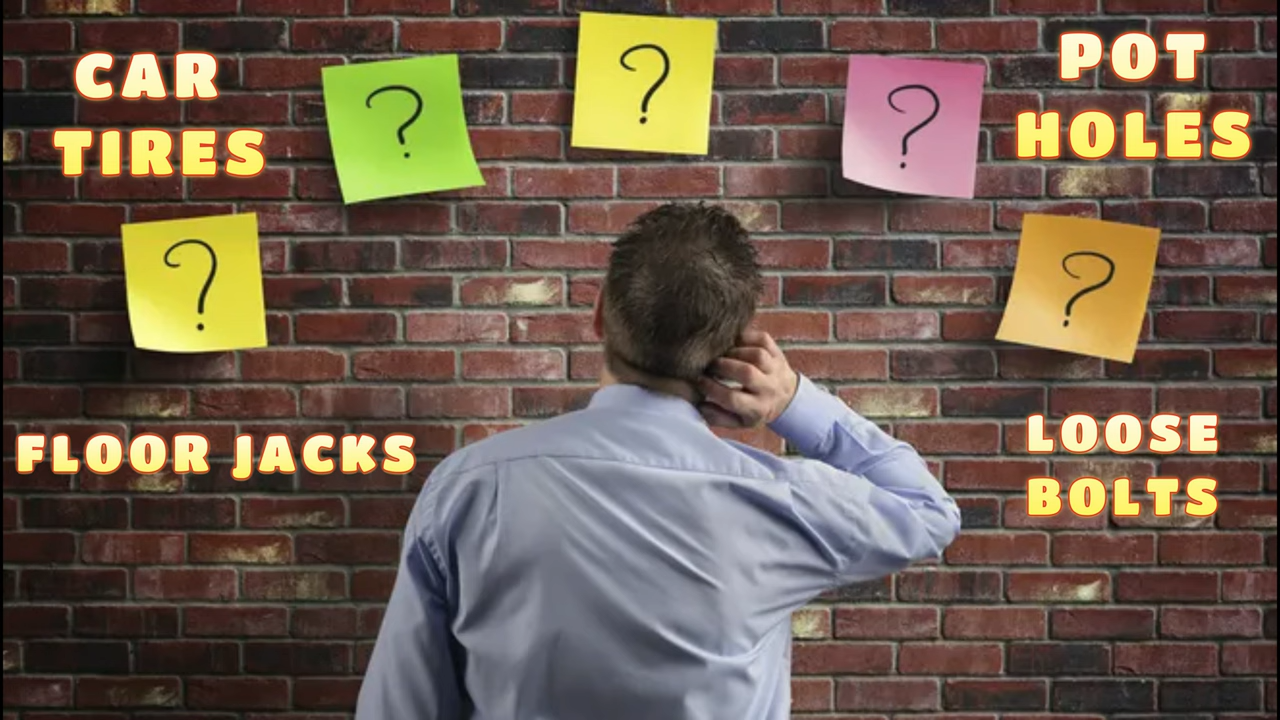 CAR
TIRES
?
?
?
POT
HOLES
?
?
FLOOR JACKS
LOOSE
BOLTS